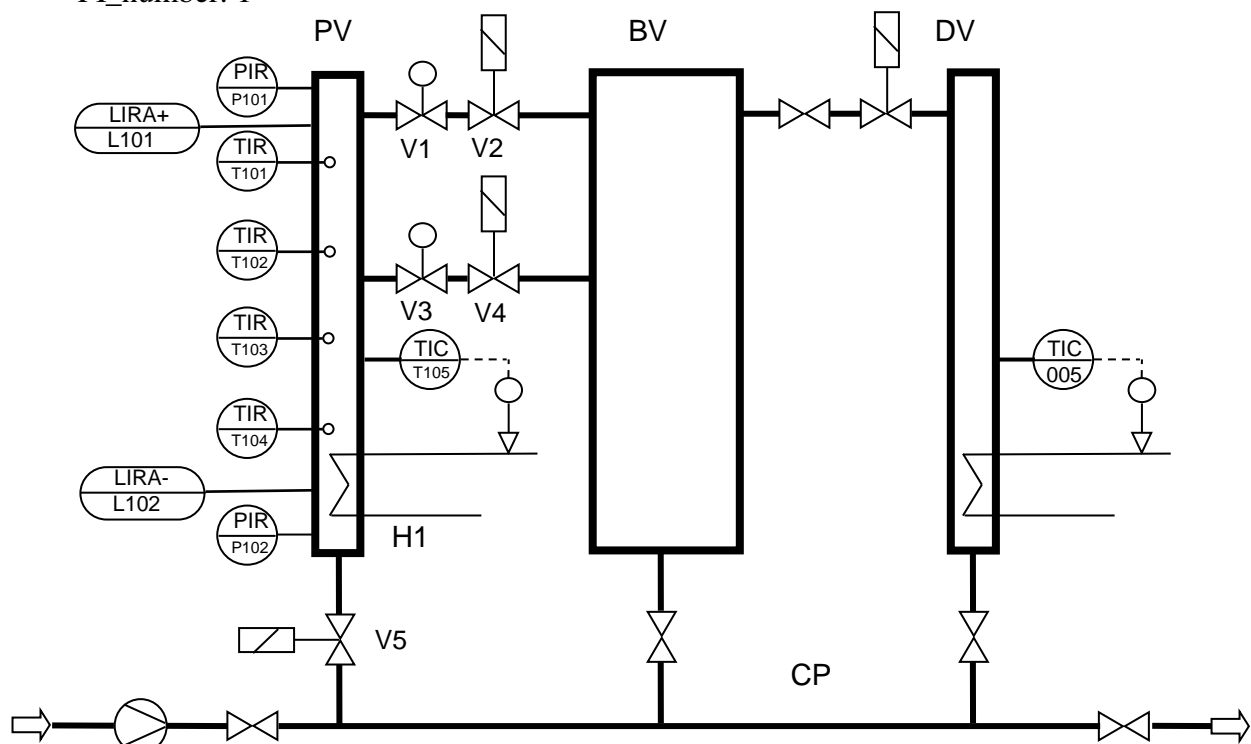 PV
BV
DV
PIR
P101
LIRA+
L101
TIR
T101
V1
V2
TIR
T102
V3
V4
TIR
T103
TIC
T105
TIC
005
TIR
T104
LIRA-
L102
PIR
P102
H1
V5
CP